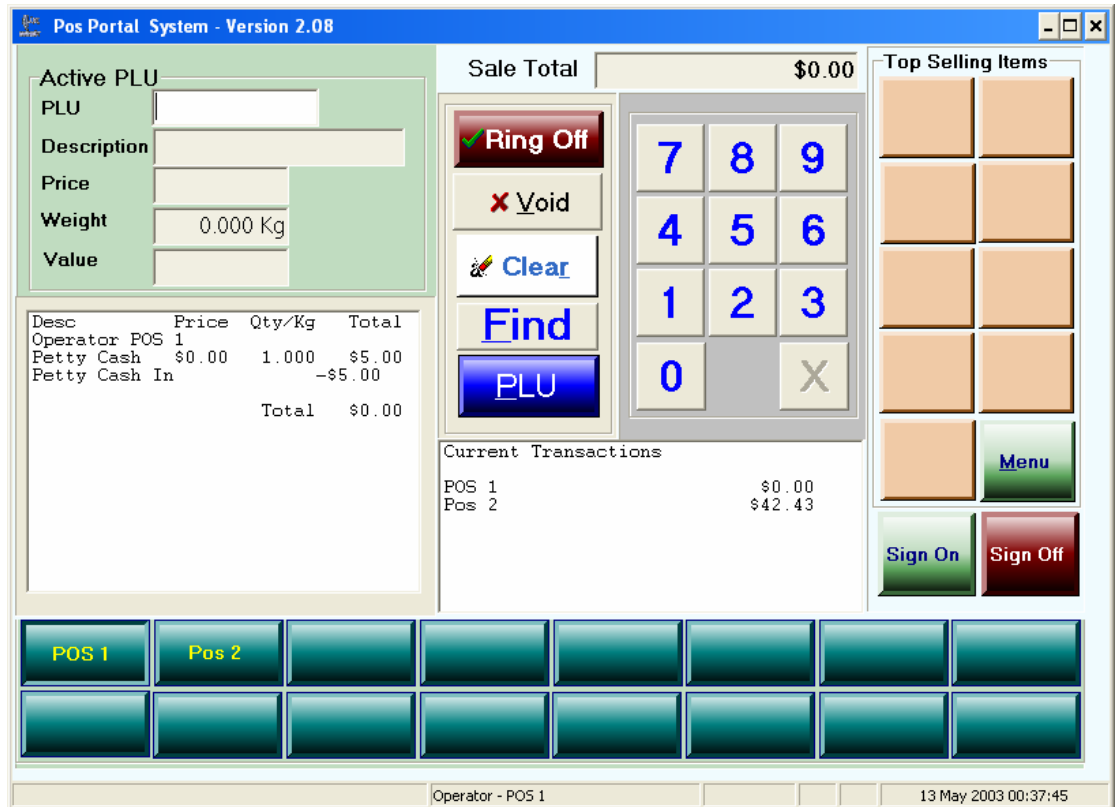 Pos Portal System - Version 2.08
Active PLU
PLU
Description
Price
Weight 0.000 Kg
Value
Sale Total $0.00
Ring Off
Void
Clear
Find
PLU
7 8 9
4 5 6
1 2 3
0 X
Top Selling Items
Menu
Sign On Sign Off
Desc Price Qty/Kg Total
Operator POS 1
Petty Cash $0.00 1.000 $5.00
Petty Cash In -$5.00
Total $0.00
Current Transactions
POS 1 $0.00
Pos 2 $42.43
POS 1 Pos 2
Operator - POS 1 13 May 2003 00:37:45